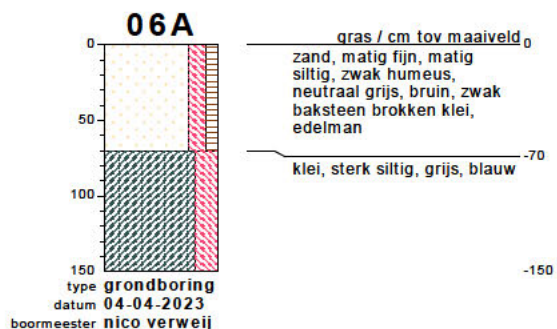 06A
gras / cm tov maaiveld
0
0
zand, matig fijn, matig
siltig, zwak humeus,
neutraal grijs, bruin, zwak
baksteen brokken klei,
edelman
50
-70
klei, sterk siltig, grijs, blauw
100
150
-150
type grondboring
datum 04-04-2023
boormeester nico verweij